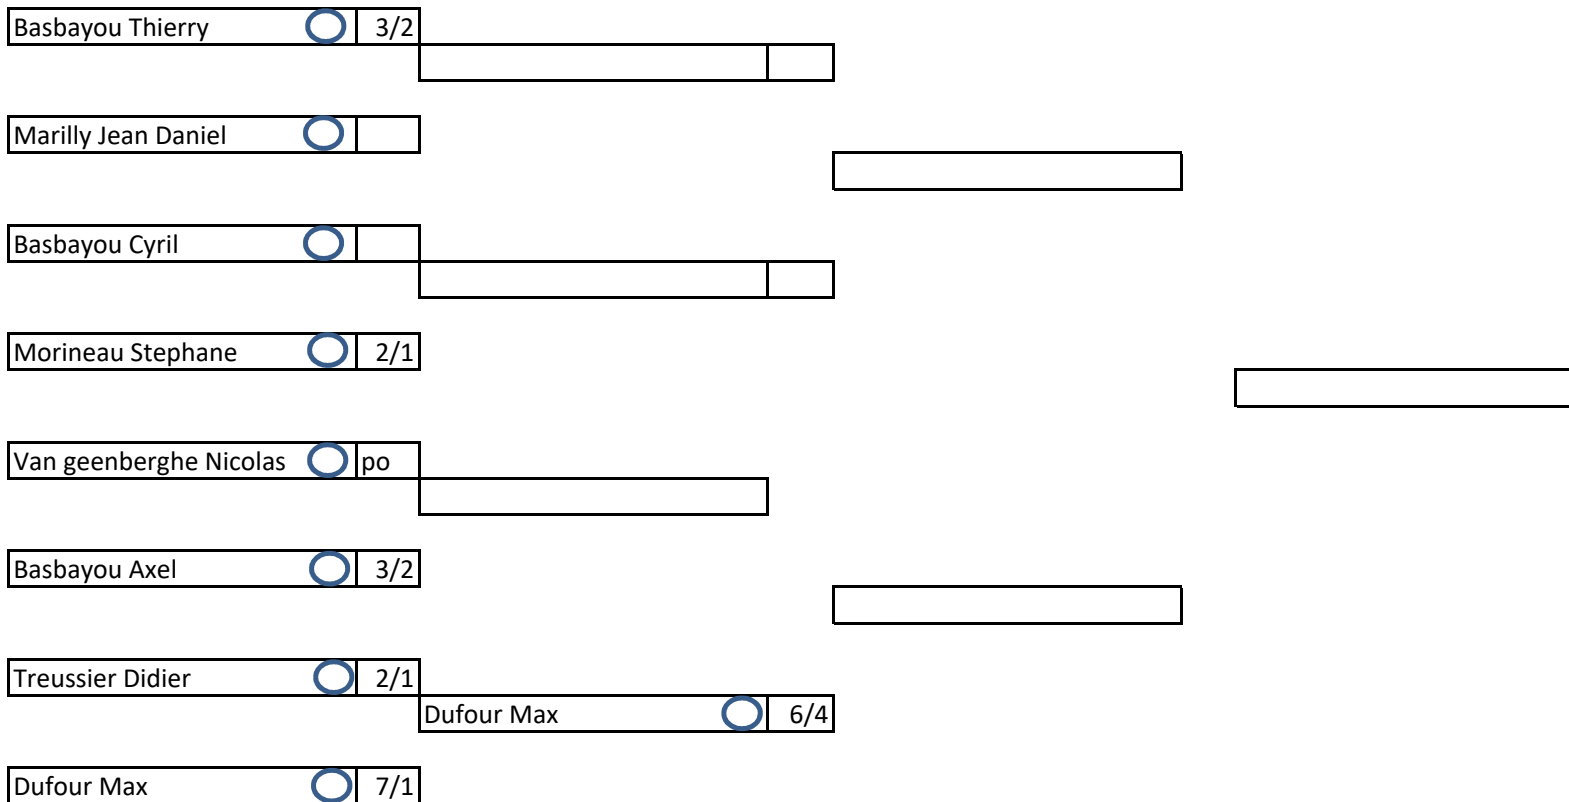 Basbayou Thierry 3/2
Marilly Jean Daniel
Basbayou Cyril
Morineau Stephane 2/1
Van geenberghe Nicolas po
Basbayou Axel 3/2
Treussier Didier 2/1
Dufour Max 6/4
Dufour Max 7/1